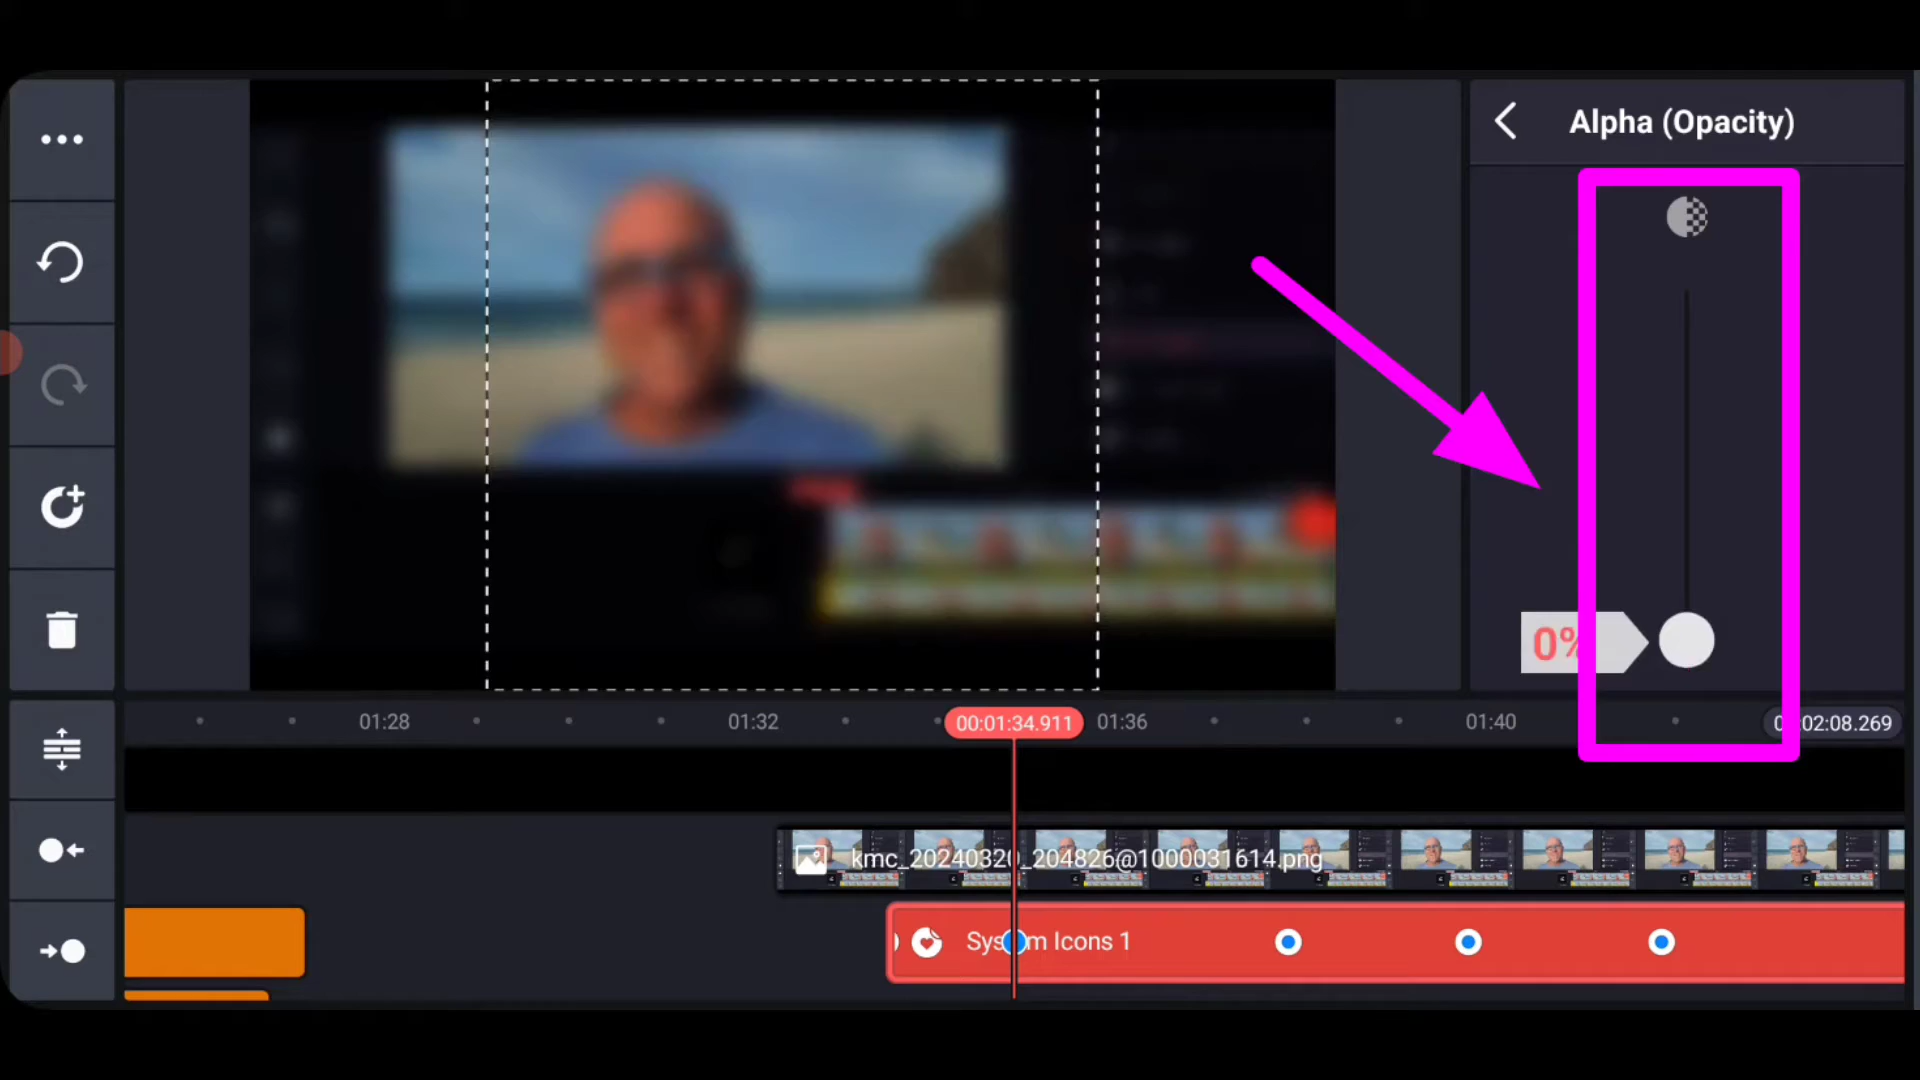 Alpha (Opacity)
0%
01:28
01:32
00:01:34.911
01:36
01:40
02:08.269
kmc_20240320_204826@1000031614.png
System Icons 1